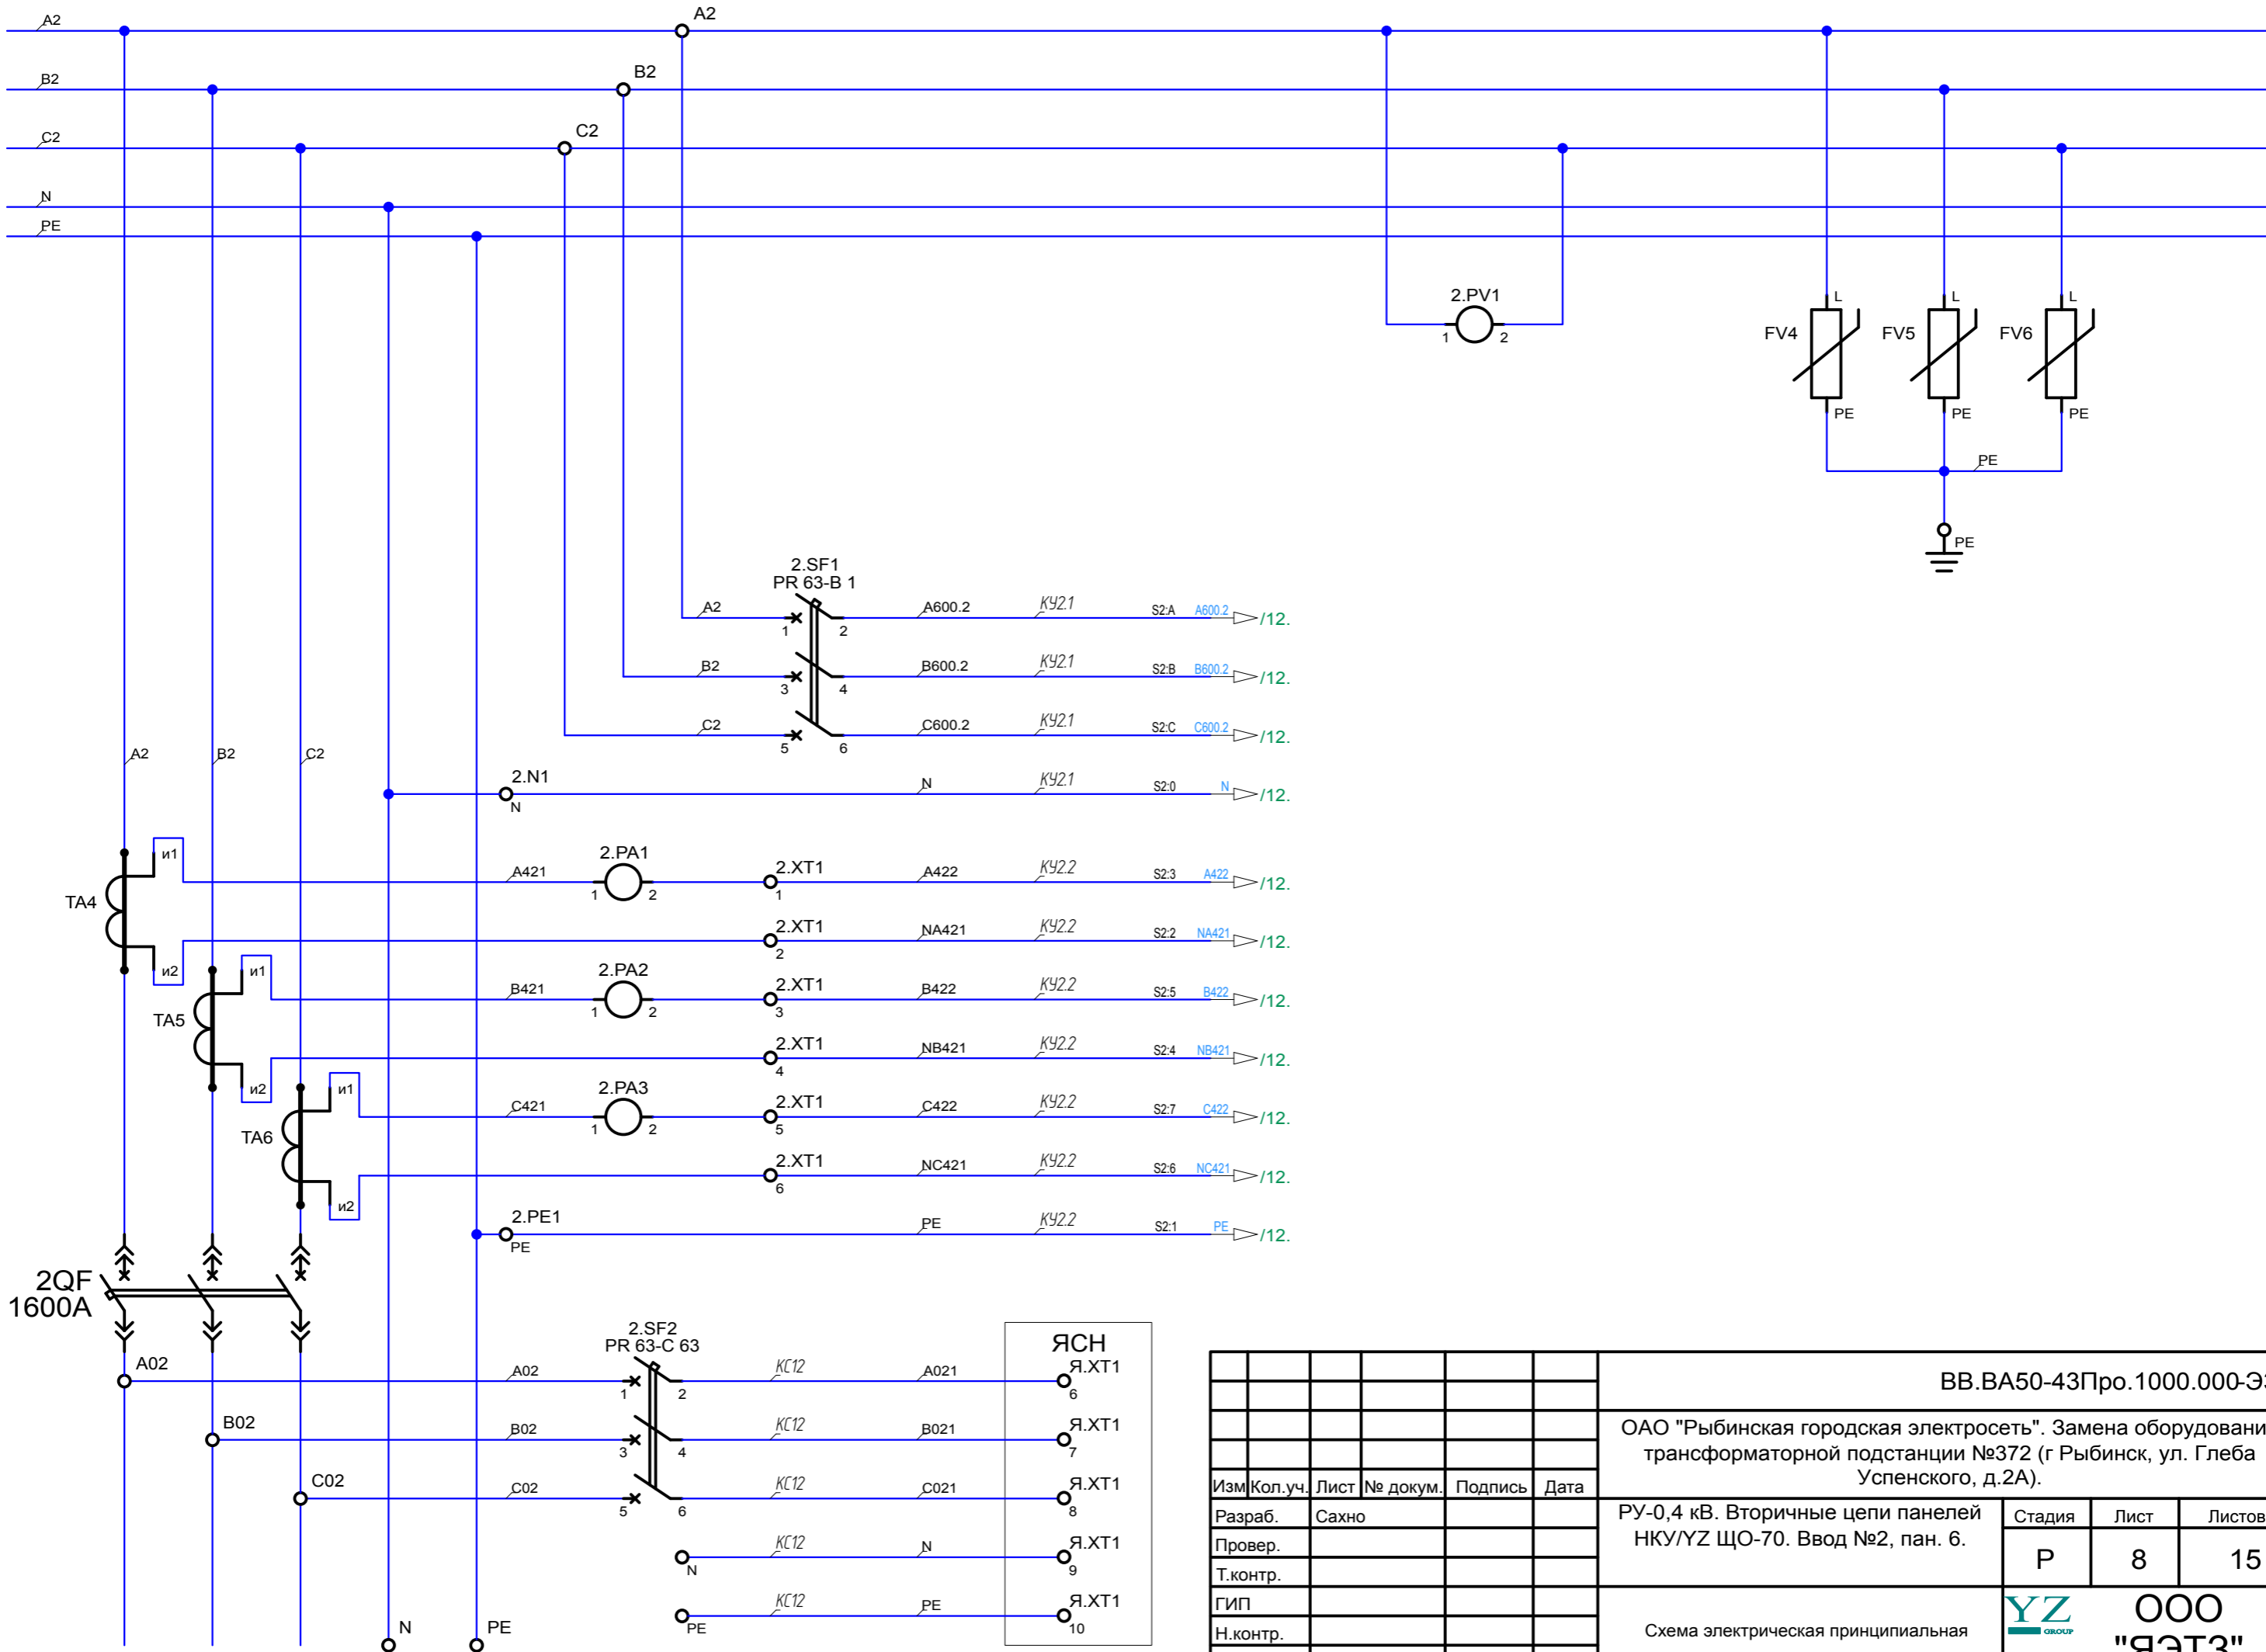 A2
A2
B2
B2
C2
C2
N
PE
2.PV1
1 2
L L L
FV4 FV5 FV6
PE PE PE
PE
PE
2.SF1
PR 63-B 1
A2 1 2 A600.2 КУ2.1 S2:A A600.2 /12.
B2 3 4 B600.2 КУ2.1 S2:B B600.2 /12.
C2 5 6 C600.2 КУ2.1 S2:C C600.2 /12.
A2 B2 C2
2.N1
N N КУ2.1 S2:0 N /12.
TA4 и1 и2
A421 2.PA1 1 2 2.XT1 1 A422 КУ2.2 S2:3 A422 /12.
2.XT1 2 NA421 КУ2.2 S2:2 NA421 /12.
TA5 и1 и2
B421 2.PA2 1 2 2.XT1 3 B422 КУ2.2 S2:5 B422 /12.
2.XT1 4 NB421 КУ2.2 S2:4 NB421 /12.
TA6 и1 и2
C421 2.PA3 1 2 2.XT1 5 C422 КУ2.2 S2:7 C422 /12.
2.XT1 6 NC421 КУ2.2 S2:6 NC421 /12.
2.PE1
PE PE КУ2.2 S2:1 PE /12.
2QF
1600A
2.SF2
PR 63-C 63
ЯСН
A02 A02 1 2 КС12 A021 Я.XT1 6
B02 B02 3 4 КС12 B021 Я.XT1 7
C02 C02 5 6 КС12 C021 Я.XT1 8
N КС12 N Я.XT1 9
PE КС12 PE Я.XT1 10
N PE
ВВ.ВА50-43Про.1000.000-Э
ОАО "Рыбинская городская электросеть". Замена оборудовани
трансформаторной подстанции №372 (г Рыбинск, ул. Глеба
Успенского, д.2А).
Изм Кол.уч. Лист № докум. Подпись Дата
Разраб. Сахно
Провер.
Т.контр.
ГИП
Н.контр.
РУ-0,4 кВ. Вторичные цепи панелей
НКУ/YZ ЩО-70. Ввод №2, пан. 6.
Стадия Лист Листов
Р 8 15
Схема электрическая принципиальная
YZ GROUP
ООО
"ЯЭТЗ"